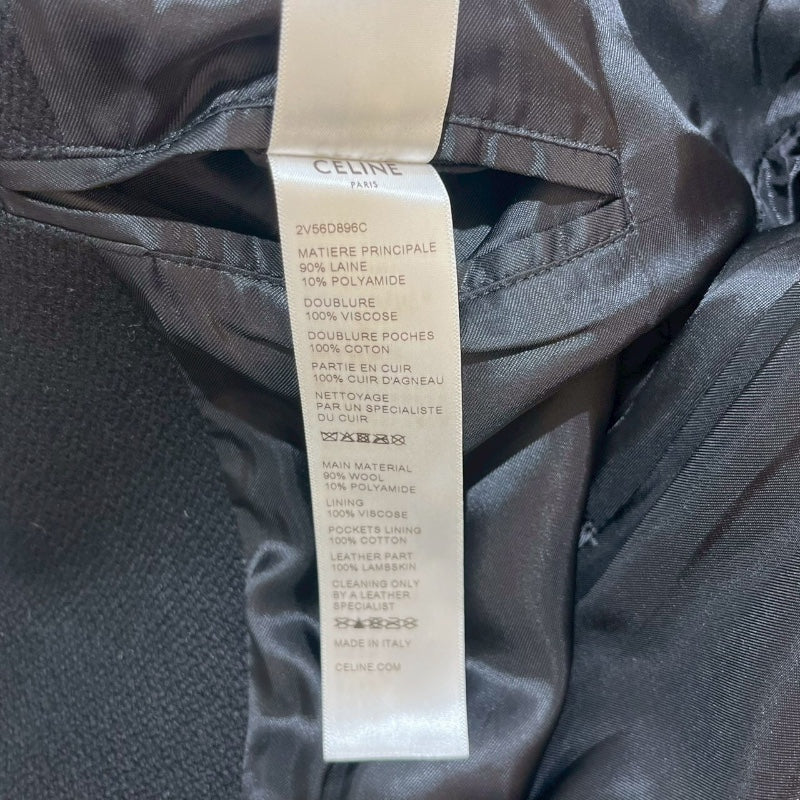 CELINE
PARIS
2V56D896C
MATIERE PRINCIPALE
90% LAINE
10% POLYAMIDE
DOUBLURE
100% VISCOSE
DOUBLURE POCHES
100% COTON
PARTIE EN CUIR
100% CUIR D'AGNEAU
NETTOYAGE
PAR UN SPECIALISTE
DU CUIR
MAIN MATERIAL
90% WOOL
10% POLYAMIDE
LINING
100% VISCOSE
POCKETS LINING
100% COTTON
LEATHER PART
100% LAMBSKIN
CLEANING ONLY
BY A LEATHER
SPECIALIST
MADE IN ITALY
CELINE.COM